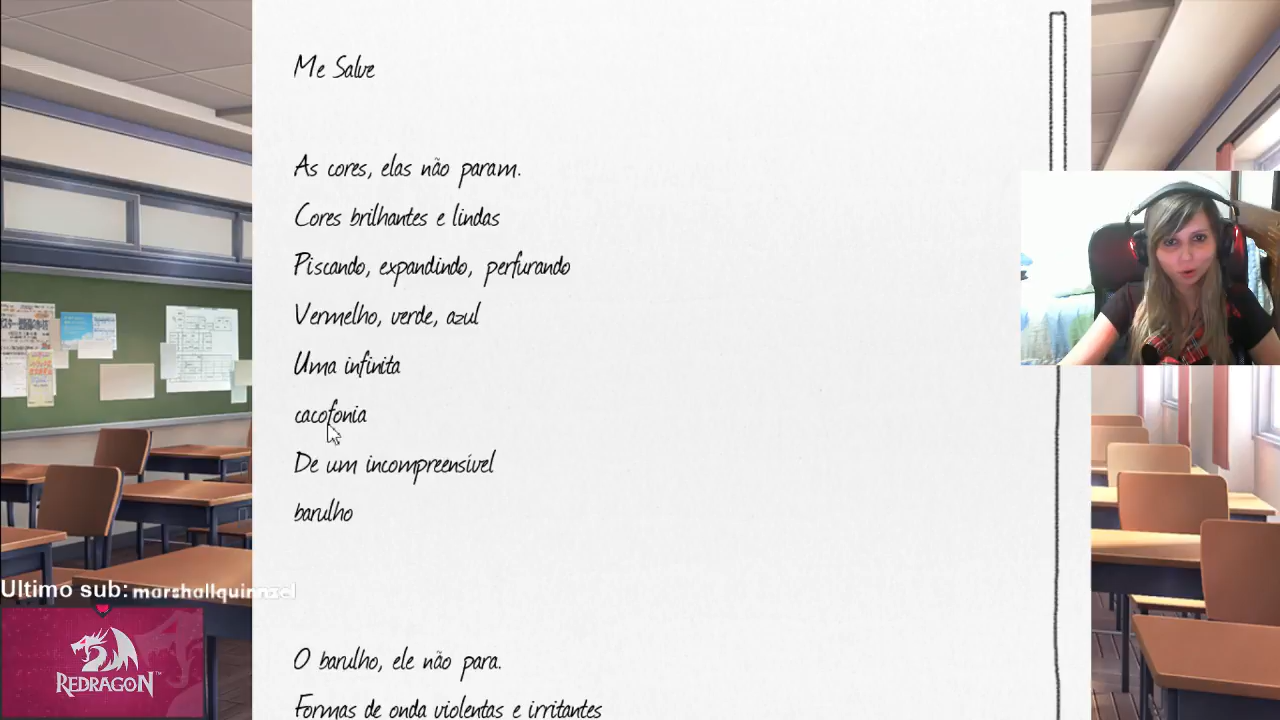 Me Salve
As cores, elas não param.
Cores brilhantes e lindas
Piscando, expandindo, perfurando
Vermelho, verde, azul
Uma infinita
cacofonia
De um incompreensível
barulho
O barulho, ele não para.
Formas de onda violentas e irritantes
Ultimo sub:
REDRAGON